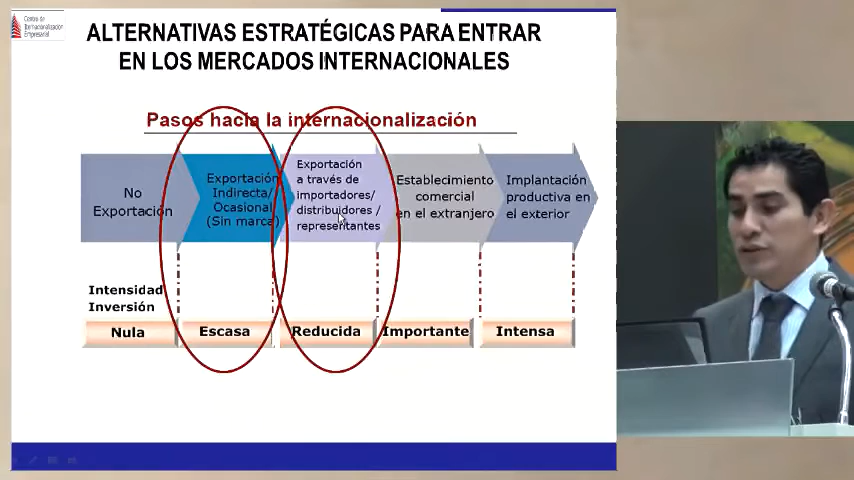 Centro de
Internacionalización
Empresarial
ALTERNATIVAS ESTRATÉGICAS PARA ENTRAR
EN LOS MERCADOS INTERNACIONALES
Pasos hacia la internacionalización
No
Exportación
Exportación
Indirecta/
Ocasional
(Sin marca)
Exportación
a través de
importadores/
distribuidores /
representantes
Establecimiento
comercial
en el extranjero
Implantación
productiva en
el exterior
Intensidad
Inversión
Nula
Escasa
Reducida
Importante
Intensa